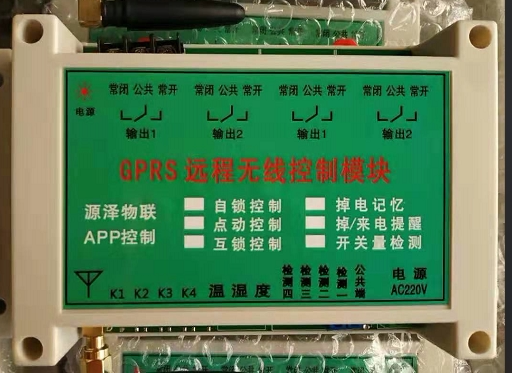 常闭 公共 常开 常闭 公共 常开 常闭 公共 常开 常闭 公共 常开
电源
输出1 输出2 输出1 输出2
GPRS 远程无线控制模块
源泽物联 自锁控制 掉电记忆
APP控制 点动控制 掉/来电提醒
互锁控制 开关量检测
K1 K2 K3 K4 温湿度 检测四 检测三 检测二 检测一 公共端 电源
AC220V